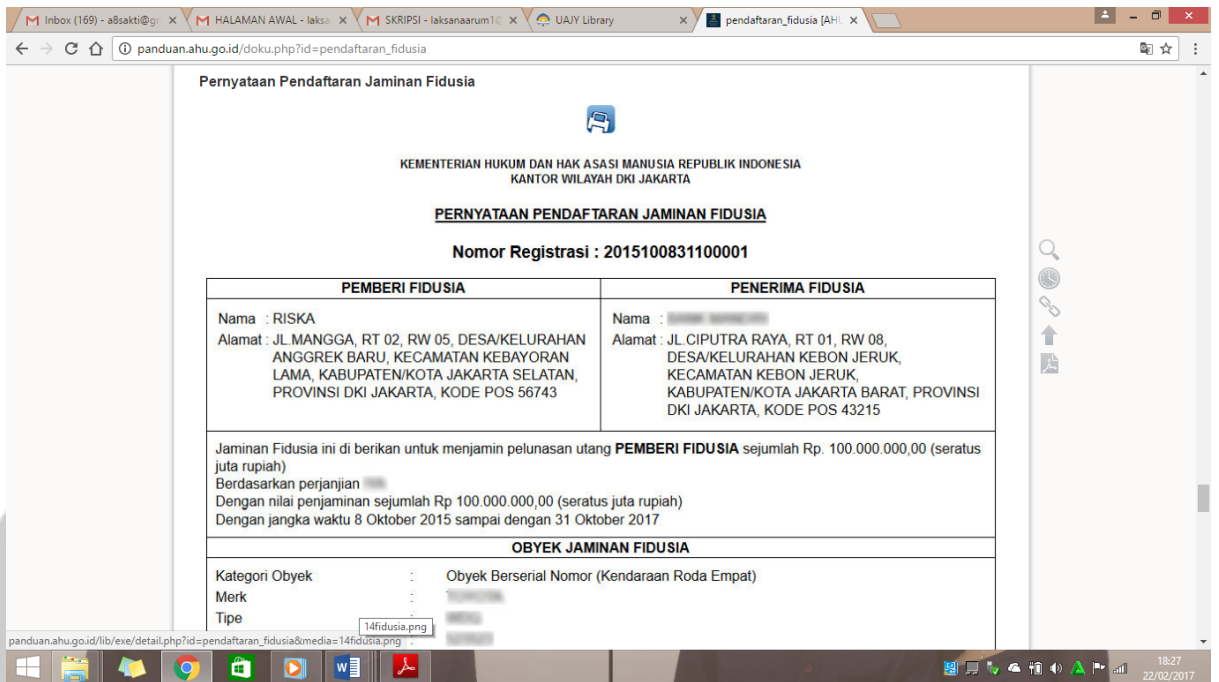 Inbox (169) - a8sakti@gm
HALAMAN AWAL - laksa
SKRIPSI - laksanaarum1@
UAJY Library
pendaftaran_fidusia [AHU
panduan.ahu.go.id/doku.php?id=pendaftaran_fidusia
Pernyataan Pendaftaran Jaminan Fidusia
KEMENTERIAN HUKUM DAN HAK ASASI MANUSIA REPUBLIK INDONESIA
KANTOR WILAYAH DKI JAKARTA
PERNYATAAN PENDAFTARAN JAMINAN FIDUSIA
Nomor Registrasi : 2015100831100001
PEMBERI FIDUSIA
Nama : RISKA
Alamat : JL.MANGGA, RT 02, RW 05, DESA/KELURAHAN
ANGGREK BARU, KECAMATAN KEBAYORAN
LAMA, KABUPATEN/KOTA JAKARTA SELATAN,
PROVINSI DKI JAKARTA, KODE POS 56743
PENERIMA FIDUSIA
Nama :
Alamat : JL.CIPUTRA RAYA, RT 01, RW 08,
DESA/KELURAHAN KEBON JERUK,
KECAMATAN KEBON JERUK,
KABUPATEN/KOTA JAKARTA BARAT, PROVINSI
DKI JAKARTA, KODE POS 43215
Jaminan Fidusia ini di berikan untuk menjamin pelunasan utang PEMBERI FIDUSIA sejumlah Rp. 100.000.000,00 (seratus
juta rupiah)
Berdasarkan perjanjian
Dengan nilai penjaminan sejumlah Rp 100.000.000,00 (seratus juta rupiah)
Dengan jangka waktu 8 Oktober 2015 sampai dengan 31 Oktober 2017
OBYEK JAMINAN FIDUSIA
Kategori Obyek : Obyek Berserial Nomor (Kendaraan Roda Empat)
Merk :
Tipe :
14fidusia.png
panduan.ahu.go.id/lib/exe/detail.php?id=pendaftaran_fidusia&media=14fidusia.png
18:27
22/02/2017